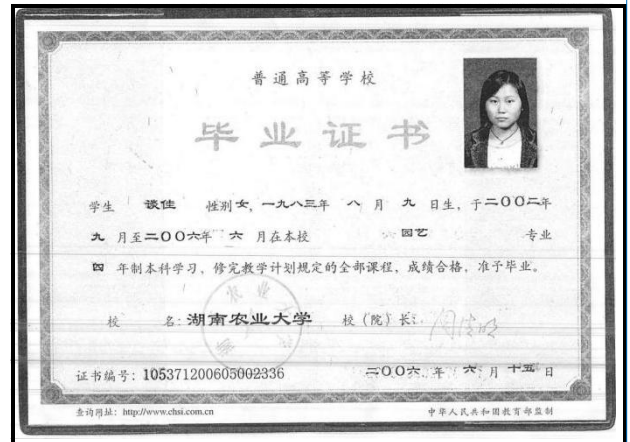 普通高等学校
毕业证书
学生 谈佳 性别 女, 一九八三年 八 月 九 日生, 于二00二年
九 月至二00六年 六 月在本校 园艺 专业
四 年制本科学习, 修完教学计划规定的全部课程, 成绩合格, 准予毕业。
校 名: 湖南农业大学 校(院)长:
证书编号: 105371200605002336 二00六 年 六 月 十五 日
查询网址: http://www.chsi.com.cn 中华人民共和国教育部监制